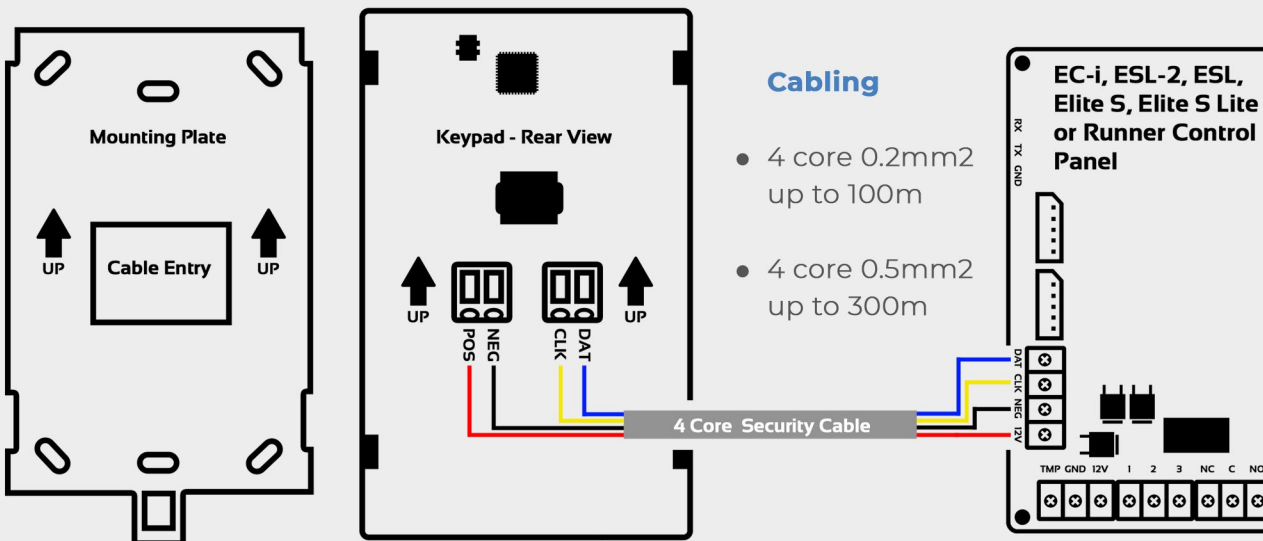 Mounting Plate
UP
Cable Entry
UP
Keypad - Rear View
UP
UP
POS
NEG
CLK
DAT
Cabling
4 core 0.2mm2
up to 100m
4 core 0.5mm2
up to 300m
4 Core Security Cable
EC-i, ESL-2, ESL,
Elite S, Elite S Lite
or Runner Control
Panel
RX
TX
GND
DAT
CLK
NEG
12V
TMP GND 12V 1 2 3 NC C NO